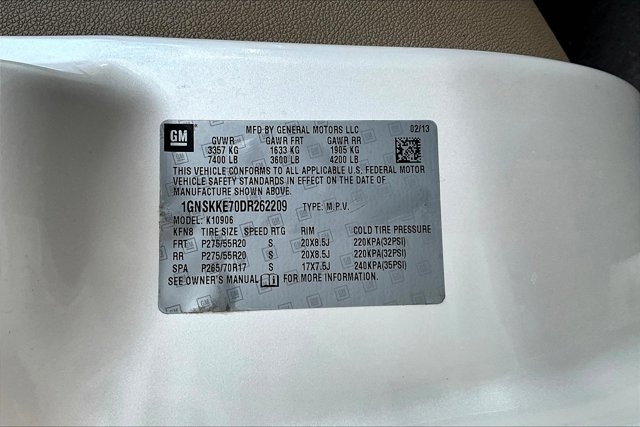 GM
MFD BY GENERAL MOTORS LLC 02/13
GVWR GAWR FRT GAWR RR
3357 KG 1633 KG 1905 KG
7400 LB 3600 LB 4200 LB
THIS VEHICLE CONFORMS TO ALL APPLICABLE U.S. FEDERAL MOTOR
VEHICLE SAFETY STANDARDS IN EFFECT ON THE DATE OF
MANUFACTURE SHOWN ABOVE.
1GNSKKE70DR262209 TYPE: M.P.V.
MODEL: K10906
KFN8 TIRE SIZE SPEED RTG RIM COLD TIRE PRESSURE
FRT P275/55R20 S 20X8.5J 220KPA(32PSI)
RR P275/55R20 S 20X8.5J 220KPA(32PSI)
SPA P265/70R17 S 17X7.5J 240KPA(35PSI)
SEE OWNER'S MANUAL FOR MORE INFORMATION.